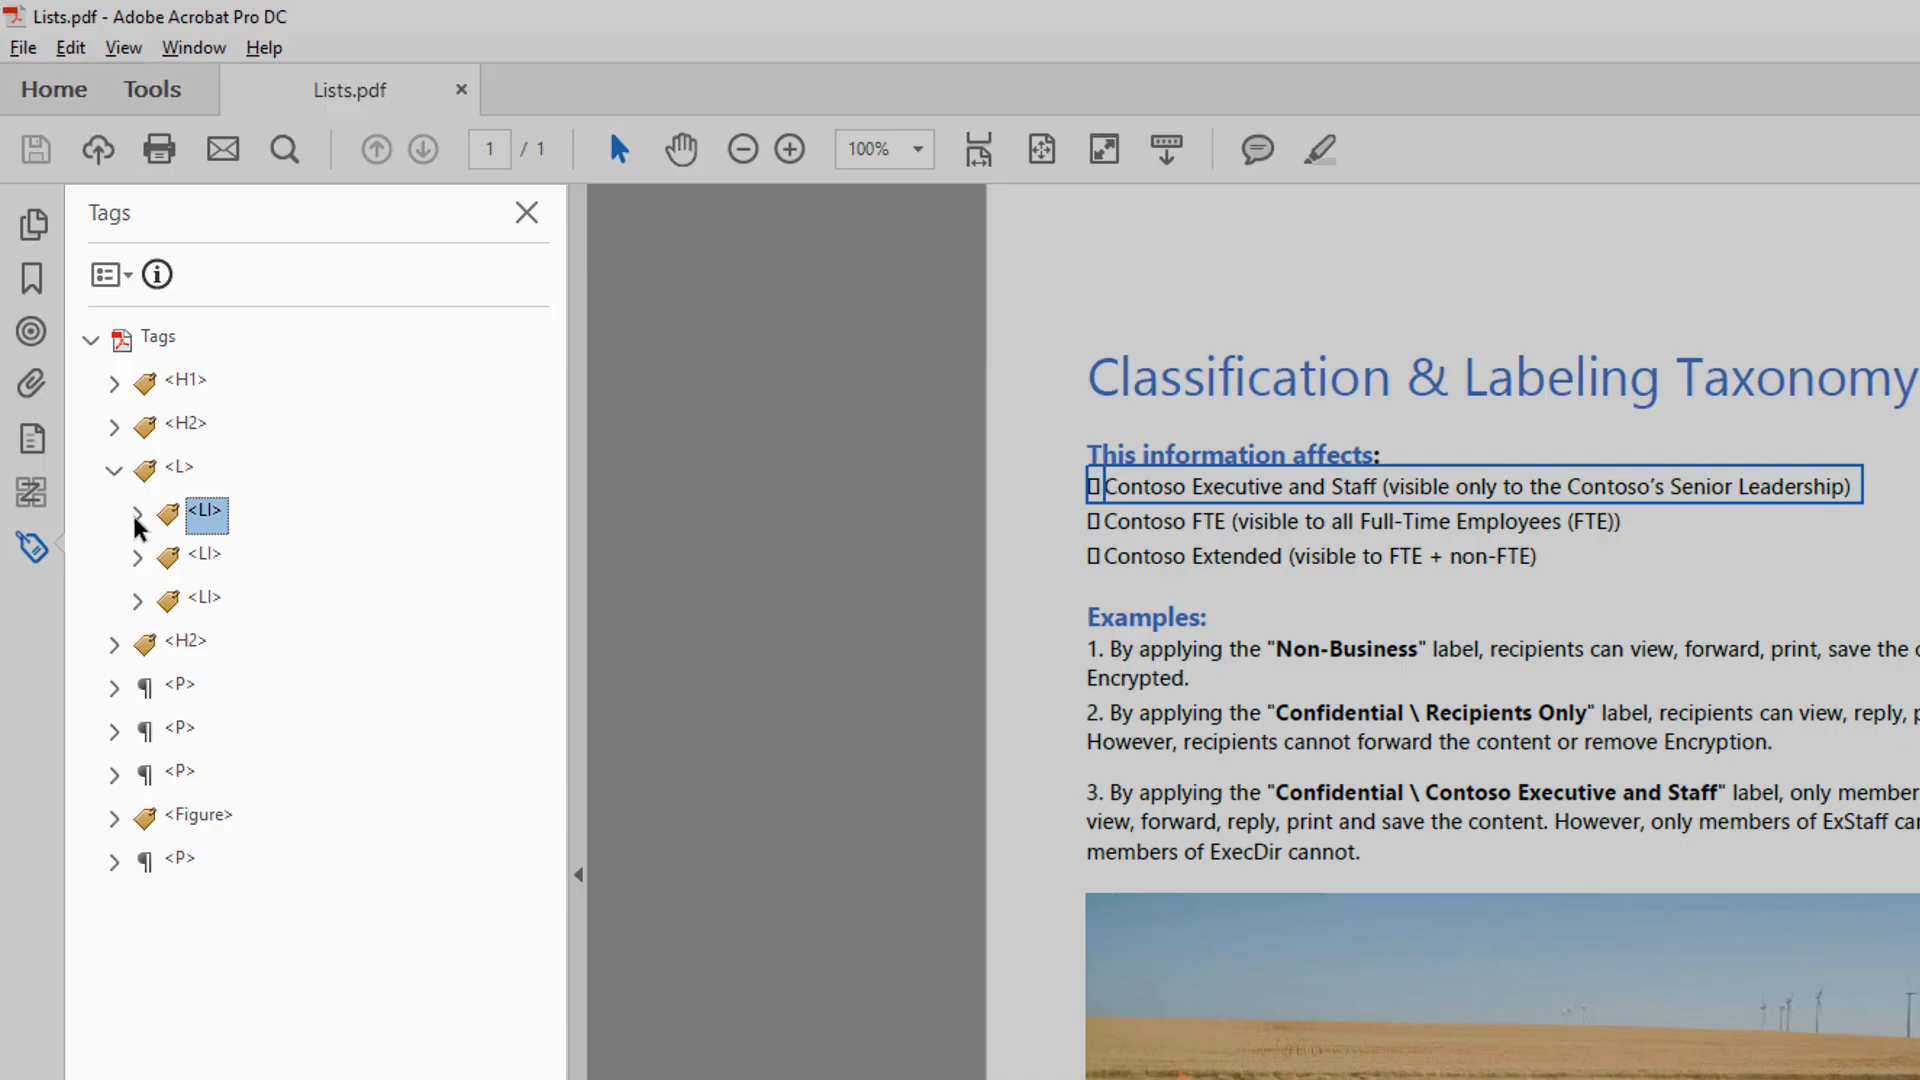 Lists.pdf - Adobe Acrobat Pro DC
File Edit View Window Help
Home Tools Lists.pdf
1 / 1 100%
Tags
Tags
<H1>
<H2>
<L>
<LI>
<LI>
<LI>
<H2>
<P>
<P>
<P>
<Figure>
<P>
Classification & Labeling Taxonomy
This information affects:
Contoso Executive and Staff (visible only to the Contoso’s Senior Leadership)
Contoso FTE (visible to all Full-Time Employees (FTE))
Contoso Extended (visible to FTE + non-FTE)
Examples:
1. By applying the "Non-Business" label, recipients can view, forward, print, save the
Encrypted.
2. By applying the "Confidential \ Recipients Only" label, recipients can view, reply,
However, recipients cannot forward the content or remove Encryption.
3. By applying the "Confidential \ Contoso Executive and Staff" label, only member
view, forward, reply, print and save the content. However, only members of ExStaff
members of ExecDir cannot.